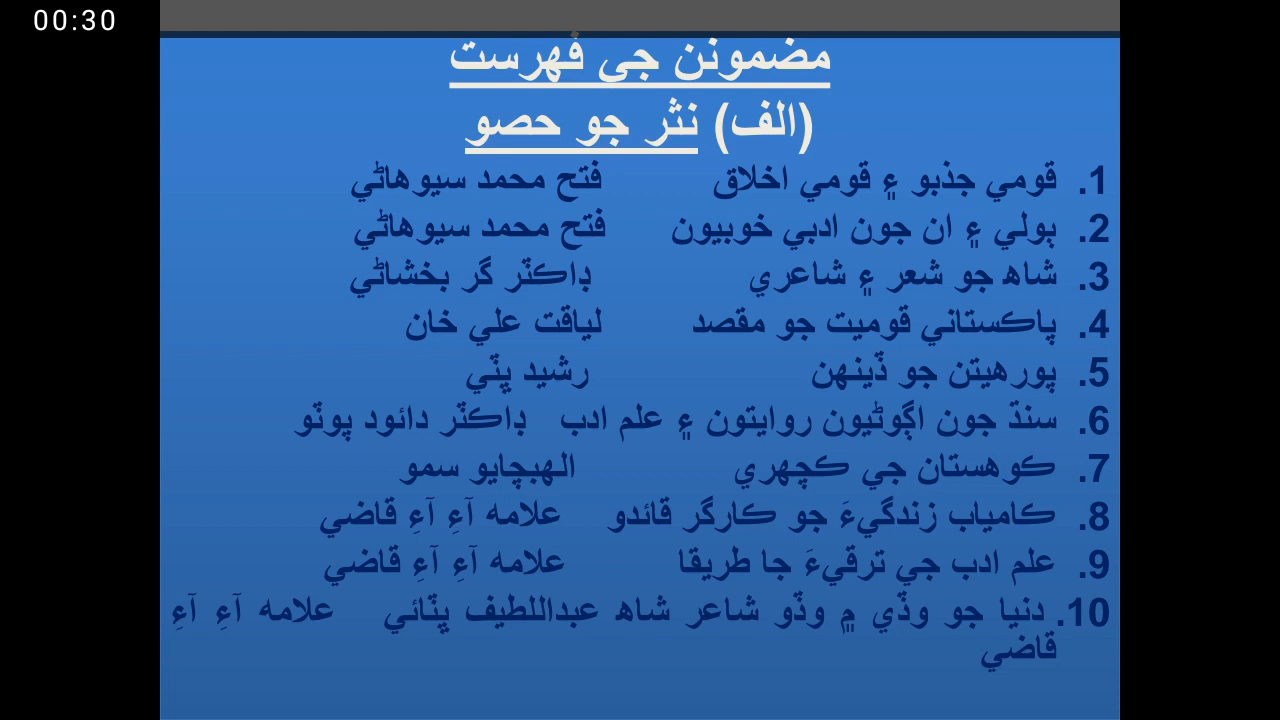 00:30
مضمونن جي فهرست
(الف) نثر جو حصو
1. قومي جذبو ۽ قومي اخلاق فتح محمد سيوهاڻي
2. ٻولي ۽ ان جون ادبي خوبيون فتح محمد سيوهاڻي
3. شاھ جو شعر ۽ شاعري ڊاڪٽر گر بخشاڻي
4. پاڪستاني قوميت جو مقصد لياقت علي خان
5. پورهيتن جو ڏينهن رشيد ڀٽي
6. سنڌ جون اڳوڻيون روايتون ۽ علم ادب ڊاڪٽر دائود پوٽو
7. ڪوهستان جي ڪچهري الهبچايو سمو
8. ڪامياب زندگيءَ جو ڪارگر قائدو علامه آءِ آءِ قاضي
9. علم ادب جي ترقيءَ جا طريقا علامه آءِ آءِ قاضي
10. دنيا جو وڏي ۾ وڏو شاعر شاھ عبداللطيف ڀٽائي علامه آءِ آءِ
قاضي